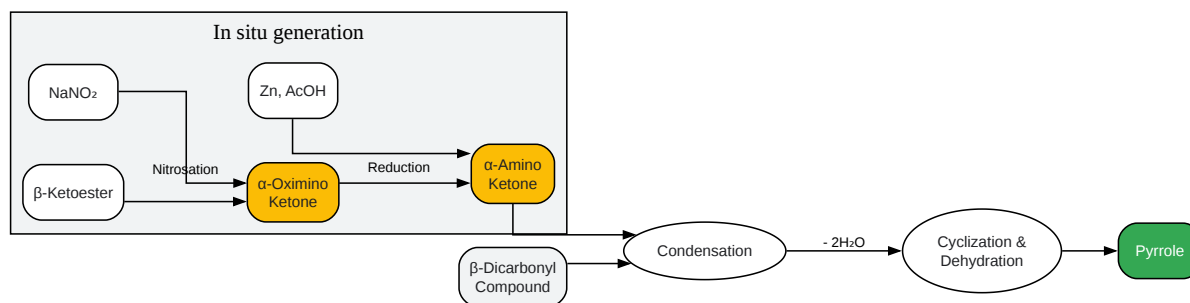 In situ generation
NaNO₂
Zn, AcOH
Nitrosation
Reduction
β-Ketoester
α-Oximino
Ketone
α-Amino
Ketone
β-Dicarbonyl
Compound
Condensation
- 2H₂O
Cyclization &
Dehydration
Pyrrole